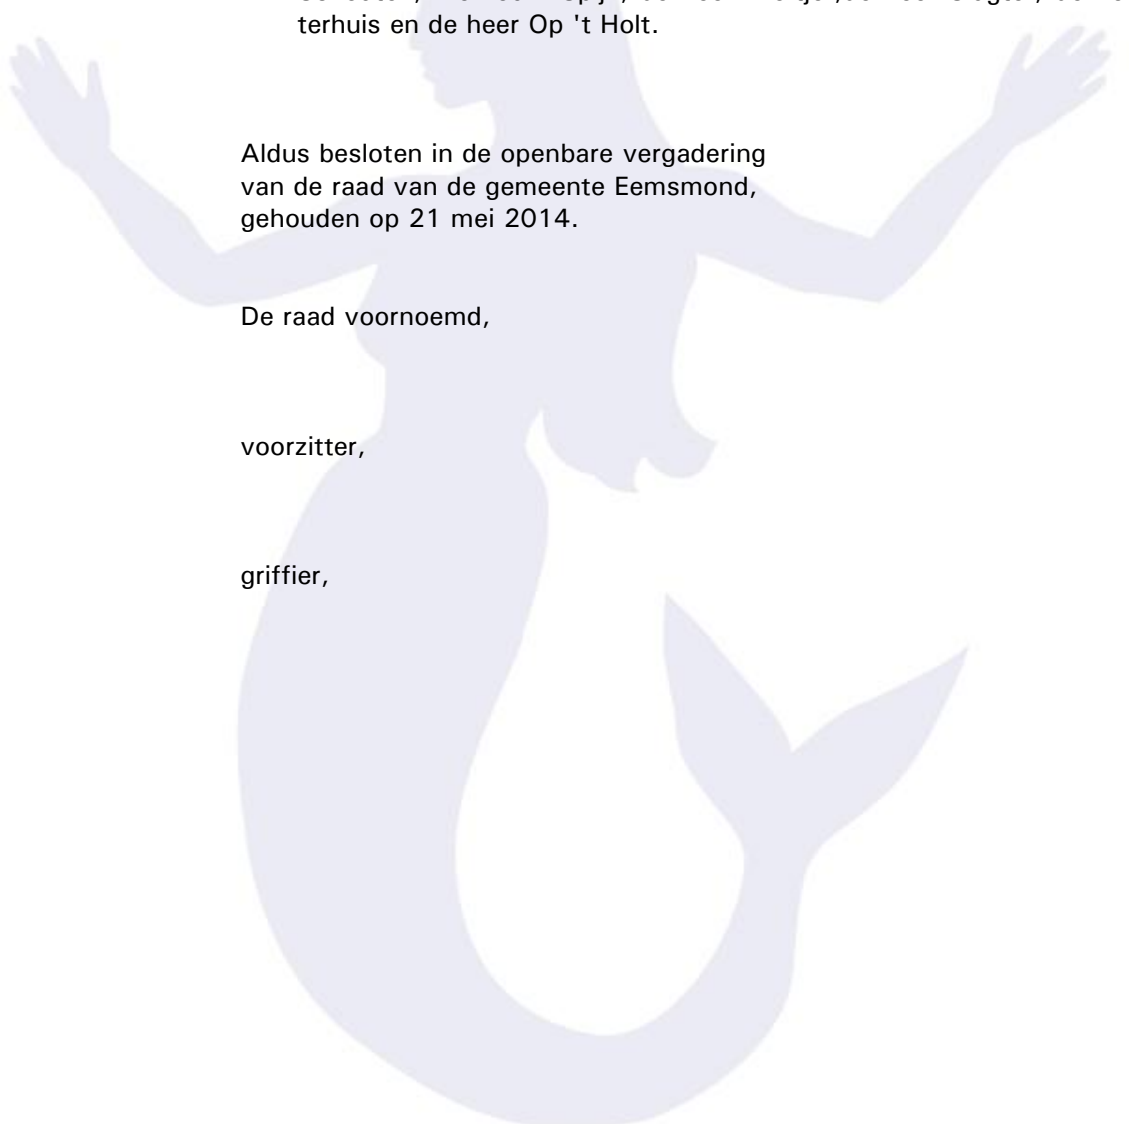 terhuis en de heer Op 't Holt.
Aldus besloten in de openbare vergadering
van de raad van de gemeente Eemsmond,
gehouden op 21 mei 2014.
De raad voornoemd,
voorzitter,
griffier,